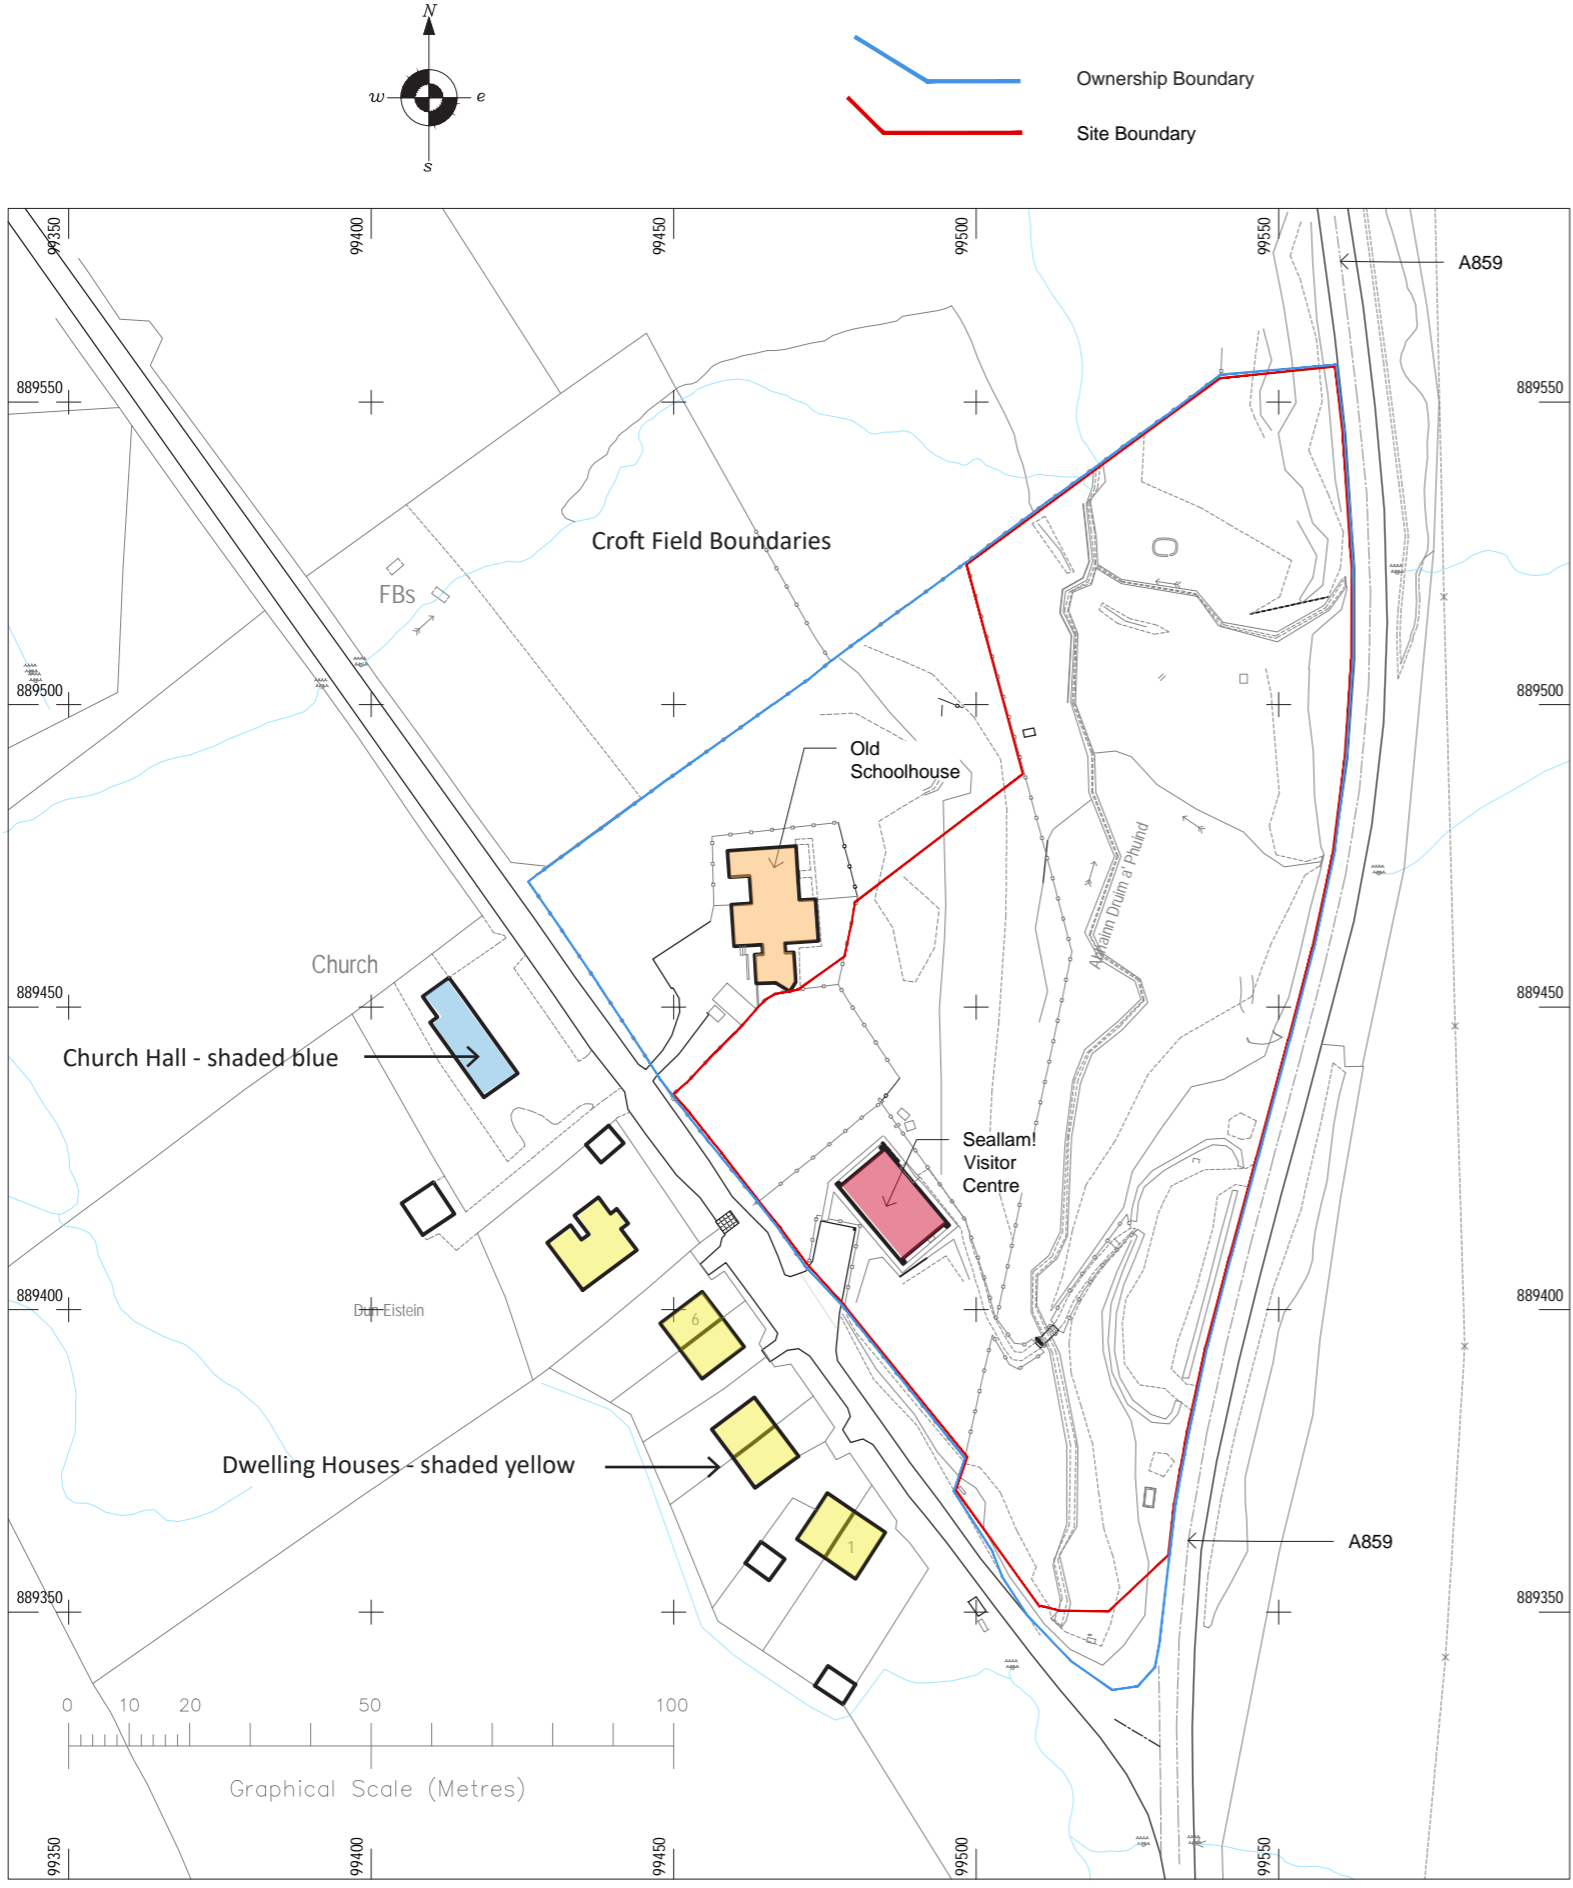 N
w
e
s
Ownership Boundary
Site Boundary
99350
99400
99450
99500
99550
A859
889550
889550
Croft Field Boundaries
FBs
889500
889500
Old
Schoolhouse
Abhainn Druim a' Phuind
Church
889450
889450
Church Hall - shaded blue
Seallam!
Visitor
Centre
Dun Eistein
889400
889400
6
Dwelling Houses - shaded yellow
1
A859
889350
889350
0
10
20
50
100
Graphical Scale (Metres)
99350
99400
99450
99500
99550